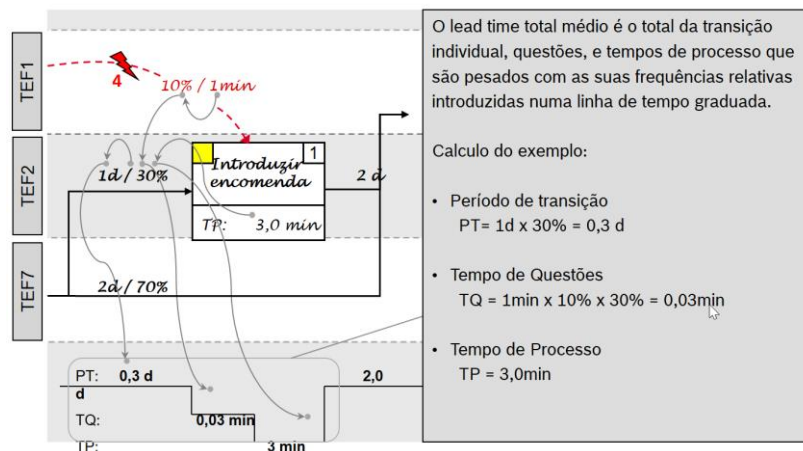 TEF1
4
10% / 1min
TEF2
1d / 30%
1
Introduzir
encomenda
TP: 3,0 min
2 d
TEF7
2d / 70%
PT: 0,3 d 2,0
d
TQ: 0,03 min
TP: 3 min
O lead time total médio é o total da transição
individual, questões, e tempos de processo que
são pesados com as suas frequências relativas
introduzidas numa linha de tempo graduada.
Calculo do exemplo:
• Período de transição
PT= 1d x 30% = 0,3 d
• Tempo de Questões
TQ = 1min x 10% x 30% = 0,03min
• Tempo de Processo
TP = 3,0min